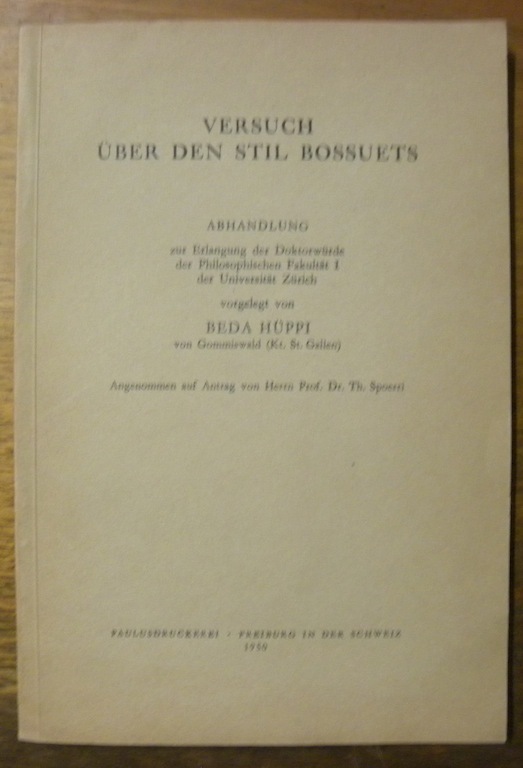 VERSUCH
ÜBER DEN STIL BOSSUETS
ABHANDLUNG
zur Erlangung der Doktorwürde
der Philosophischen Fakultät I
der Universität Zürich
vorgelegt von
BEDA HÜPPI
von Gommiswald (Kt. St. Gallen)
Angenommen auf Antrag von Herrn Prof. Dr. Th. Spoerri
PAULUSDRUCKEREI · FREIBURG IN DER SCHWEIZ
1950